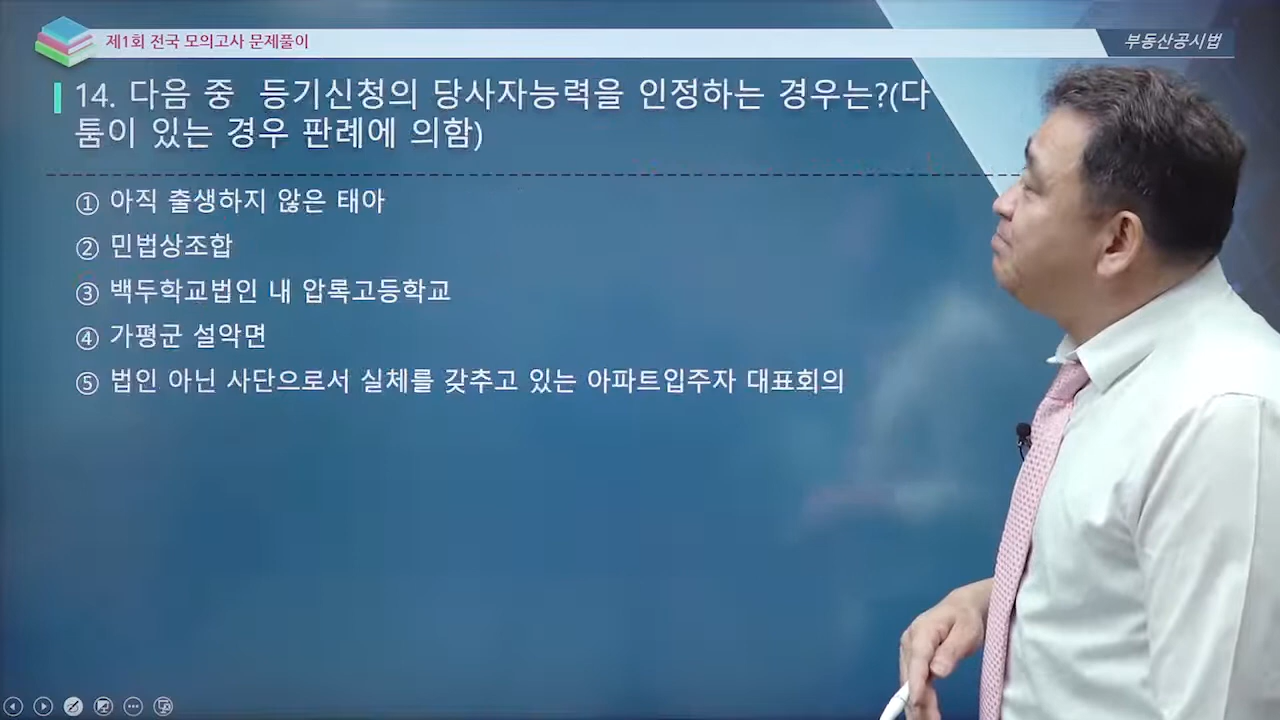 제1회 전국 모의고사 문제풀이
부동산공시법
14. 다음 중 등기신청의 당사자능력을 인정하는 경우는?(다
툼이 있는 경우 판례에 의함)
① 아직 출생하지 않은 태아
② 민법상조합
③ 백두학교법인 내 압록고등학교
④ 가평군 설악면
⑤ 법인 아닌 사단으로서 실체를 갖추고 있는 아파트입주자 대표회의